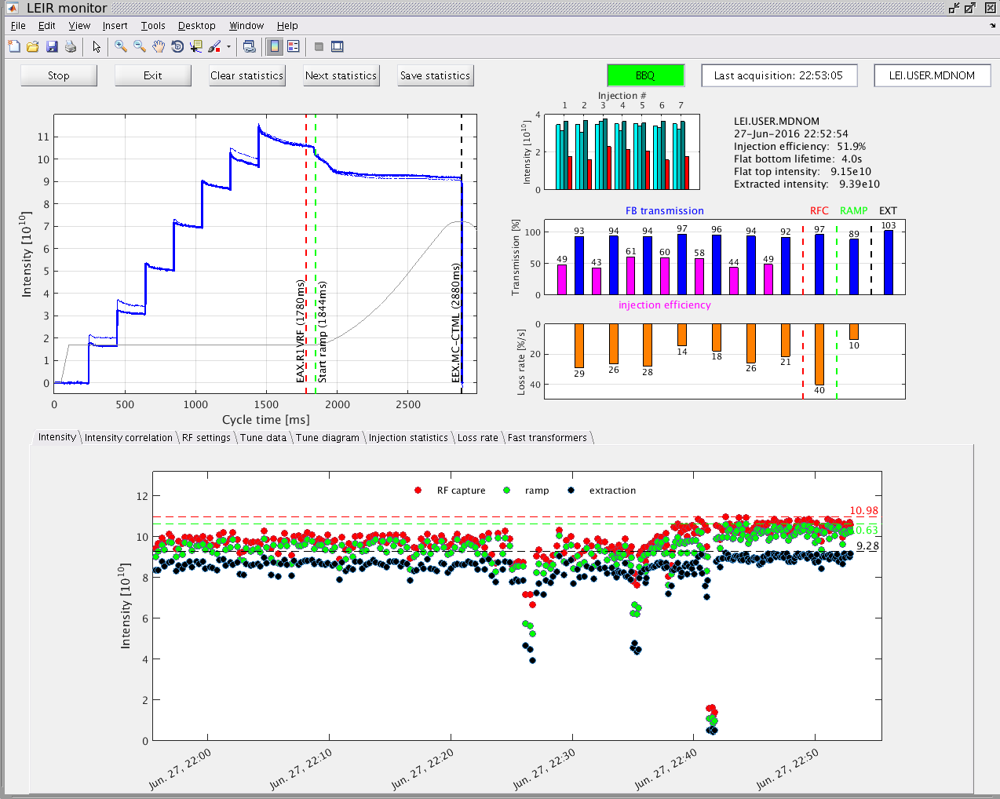 LEIR monitor
File Edit View Insert Tools Desktop Window Help
Stop Exit Clear statistics Next statistics Save statistics BBQ Last acquisition: 22:53:05 LEI.USER.MDNOM
Injection #
1 2 3 4 5 6 7
4
2
0
Intensity [10^10]
LEI.USER.MDNOM
27-Jun-2016 22:52:54
Injection efficiency: 51.9%
Flat bottom lifetime: 4.0s
Flat top intensity: 9.15e10
Extracted intensity: 9.39e10
11
10
9
8
7
6
5
4
3
2
1
0
Intensity [10^10]
EAX.R1VRF (1780ms)
Start ramp (1844ms)
EEX.MC-CTML (2880ms)
0 500 1000 1500 2000 2500
Cycle time [ms]
FB transmission RFC RAMP EXT
100
50
0
Transmission [%]
93 94 94 97 96 94 92 97 89 103
49 43 61 60 58 44 49
injection efficiency
0
20
40
Loss rate [%/s]
29 26 28 14 18 26 21 40 10
Intensity Intensity correlation RF settings Tune data Tune diagram Injection statistics Loss rate Fast transformers
RF capture ramp extraction
12
10
8
6
4
2
0
Intensity [10^10]
10.98
0.63
9.28
Jun. 27, 22:00 Jun. 27, 22:10 Jun. 27, 22:20 Jun. 27, 22:30 Jun. 27, 22:40 Jun. 27, 22:50